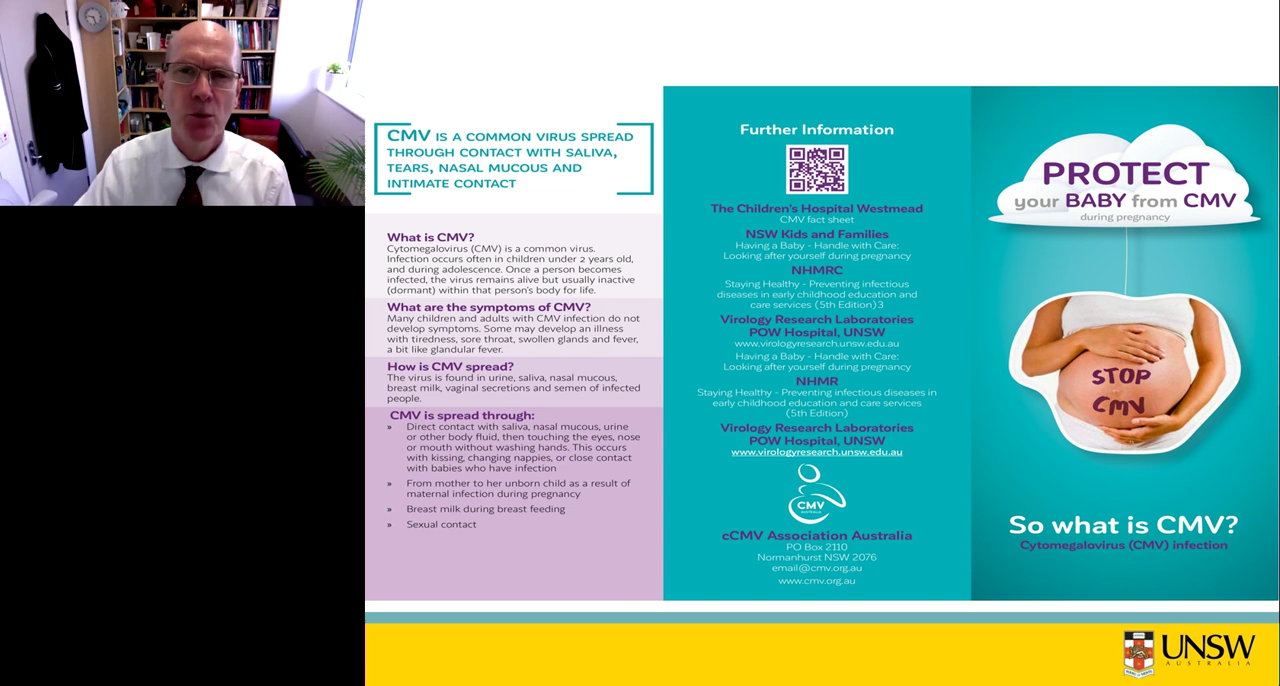 CMV IS A COMMON VIRUS SPREAD
THROUGH CONTACT WITH SALIVA,
TEARS, NASAL MUCOUS AND
INTIMATE CONTACT
What is CMV?
Cytomegalovirus (CMV) is a common virus.
Infection occurs often in children under 2 years old,
and during adolescence. Once a person becomes
infected, the virus remains alive but usually inactive
(dormant) within that person's body for life.
What are the symptoms of CMV?
Many children and adults with CMV infection do not
develop symptoms. Some may develop an illness
with tiredness, sore throat, swollen glands and fever,
a bit like glandular fever.
How is CMV spread?
The virus is found in urine, saliva, nasal mucous,
breast milk, vaginal secretions and semen of infected
people.
CMV is spread through:
» Direct contact with saliva, nasal mucous, urine
or other body fluid, then touching the eyes, nose
or mouth without washing hands. This occurs
with kissing, changing nappies, or close contact
with babies who have infection
» From mother to her unborn child as a result of
maternal infection during pregnancy
» Breast milk during breast feeding
» Sexual contact
Further Information
The Children's Hospital Westmead
CMV fact sheet
NSW Kids and Families
Having a Baby - Handle with Care:
Looking after yourself during pregnancy
NHMRC
Staying Healthy - Preventing infectious
diseases in early childhood education and
care services (5th Edition)3
Virology Research Laboratories
POW Hospital, UNSW
www.virologyresearch.unsw.edu.au
Having a Baby - Handle with Care:
Looking after yourself during pregnancy
NHMR
Staying Healthy - Preventing infectious diseases in
early childhood education and care services
(5th Edition)
Virology Research Laboratories
POW Hospital, UNSW
www.virologyresearch.unsw.edu.au
CMV
AUSTRALIA
cCMV Association Australia
PO Box 2110
Normanhurst NSW 2076
email@cmv.org.au
www.cmv.org.au
PROTECT
your BABY from CMV
during pregnancy
STOP
CMV
So what is CMV?
Cytomegalovirus (CMV) infection
UNSW
AUSTRALIA